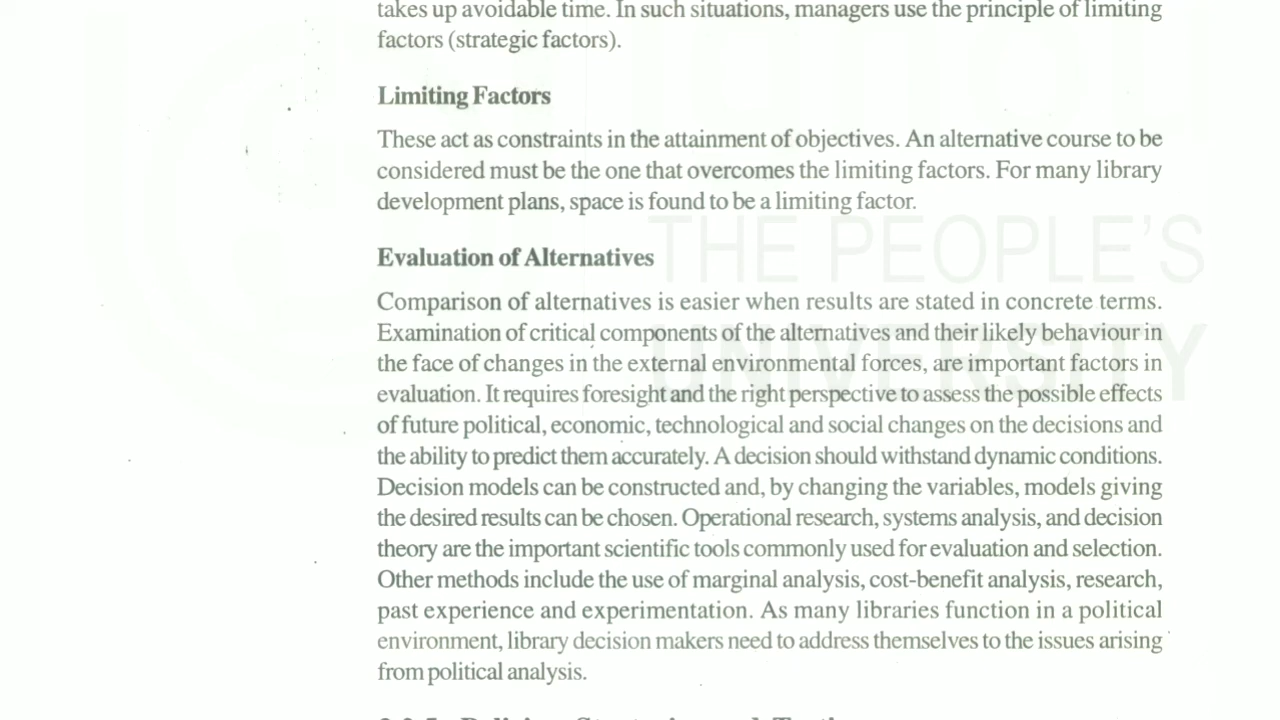 takes up avoidable time. In such situations, managers use the principle of limiting
factors (strategic factors).
Limiting Factors
These act as constraints in the attainment of objectives. An alternative course to be
considered must be the one that overcomes the limiting factors. For many library
development plans, space is found to be a limiting factor.
THE PEOPLE'S
UNIVERSITY
Evaluation of Alternatives
Comparison of alternatives is easier when results are stated in concrete terms.
Examination of critical components of the alternatives and their likely behaviour in
the face of changes in the external environmental forces, are important factors in
evaluation. It requires foresight and the right perspective to assess the possible effects
of future political, economic, technological and social changes on the decisions and
the ability to predict them accurately. A decision should withstand dynamic conditions.
Decision models can be constructed and, by changing the variables, models giving
the desired results can be chosen. Operational research, systems analysis, and decision
theory are the important scientific tools commonly used for evaluation and selection.
Other methods include the use of marginal analysis, cost-benefit analysis, research,
past experience and experimentation. As many libraries function in a political
environment, library decision makers need to address themselves to the issues arising
from political analysis.